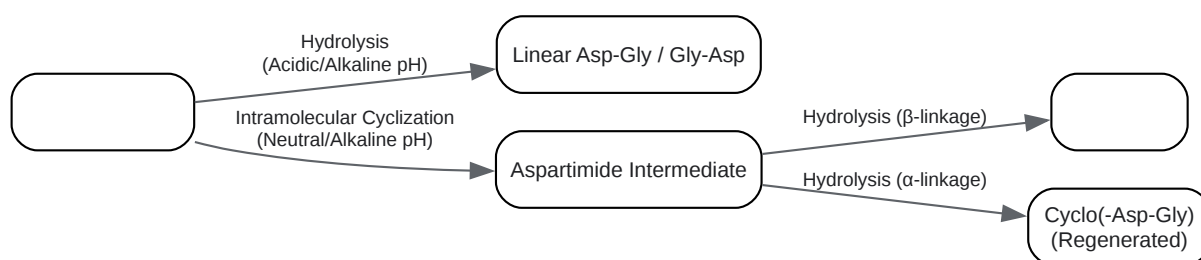 Hydrolysis
(Acidic/Alkaline pH)
Linear Asp-Gly / Gly-Asp
Intramolecular Cyclization
(Neutral/Alkaline pH)
Aspartimide Intermediate
Hydrolysis (β-linkage)
Hydrolysis (α-linkage)
Cyclo(-Asp-Gly)
(Regenerated)